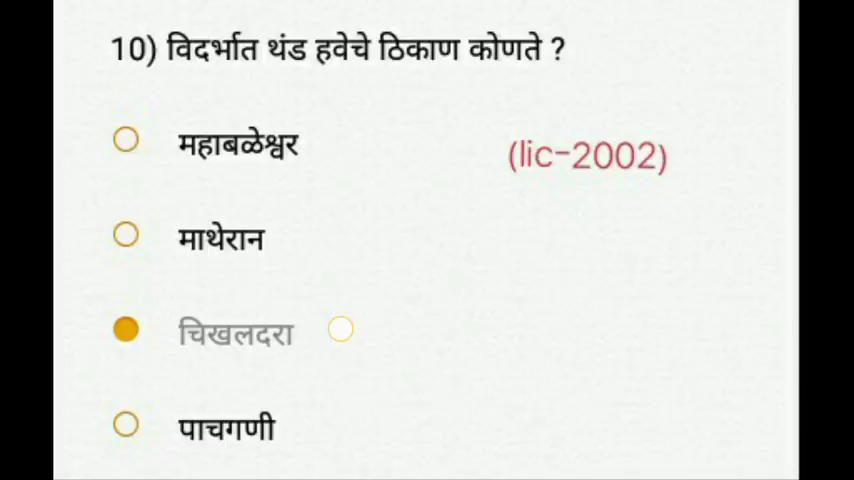 10) विदर्भात थंड हवेचे ठिकाण कोणते ?
महाबळेश्वर
(lic-2002)
माथेरान
चिखलदरा
पाचगणी